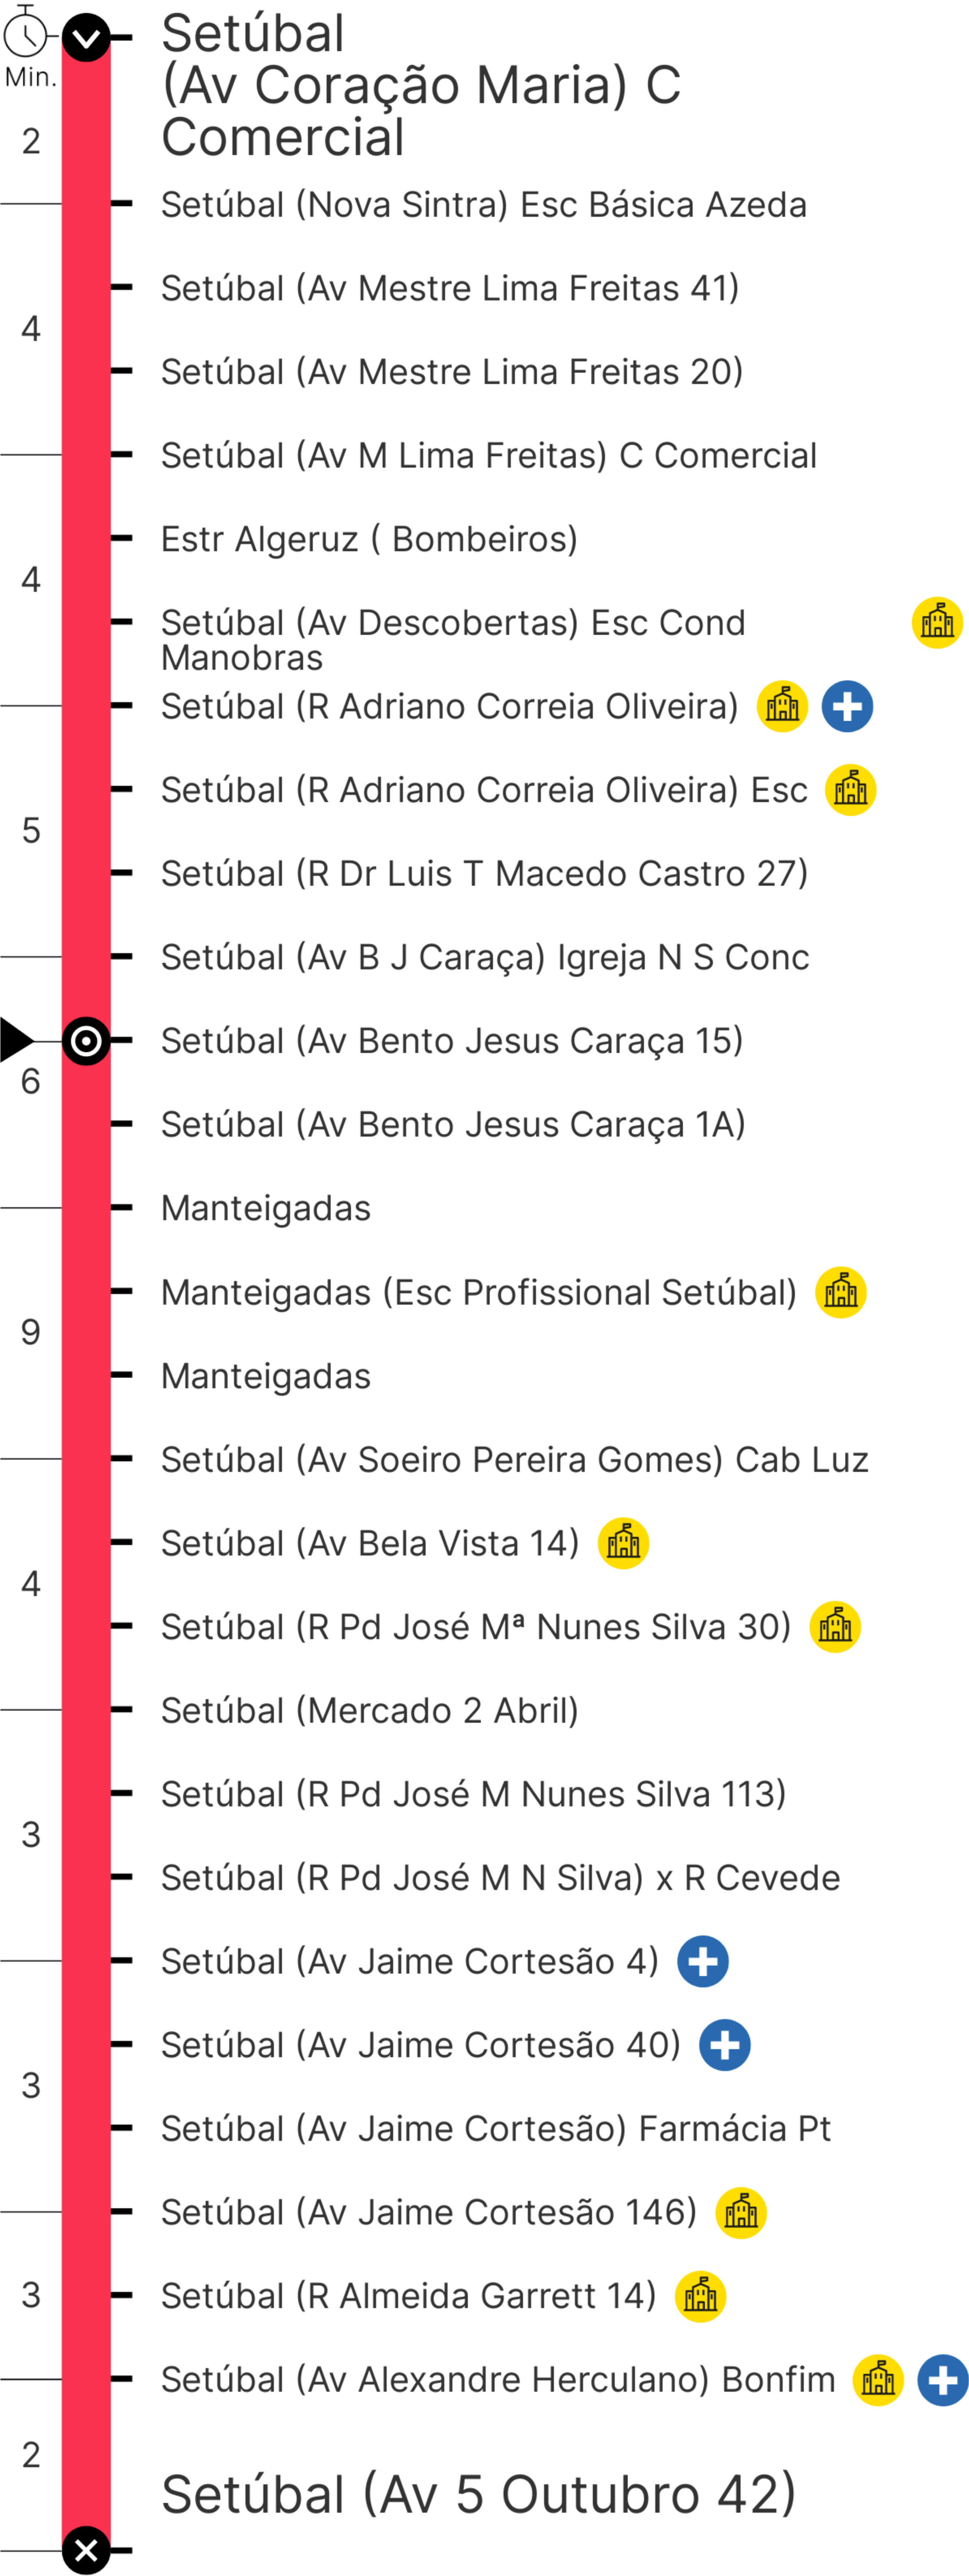 Min.
Setúbal
(Av Coração Maria) C
Comercial
2
Setúbal (Nova Sintra) Esc Básica Azeda
Setúbal (Av Mestre Lima Freitas 41)
4
Setúbal (Av Mestre Lima Freitas 20)
Setúbal (Av M Lima Freitas) C Comercial
Estr Algeruz ( Bombeiros)
4
Setúbal (Av Descobertas) Esc Cond
Manobras
Setúbal (R Adriano Correia Oliveira)
Setúbal (R Adriano Correia Oliveira) Esc
5
Setúbal (R Dr Luis T Macedo Castro 27)
Setúbal (Av B J Caraça) Igreja N S Conc
Setúbal (Av Bento Jesus Caraça 15)
6
Setúbal (Av Bento Jesus Caraça 1A)
Manteigadas
Manteigadas (Esc Profissional Setúbal)
9
Manteigadas
Setúbal (Av Soeiro Pereira Gomes) Cab Luz
Setúbal (Av Bela Vista 14)
4
Setúbal (R Pd José Mª Nunes Silva 30)
Setúbal (Mercado 2 Abril)
Setúbal (R Pd José M Nunes Silva 113)
3
Setúbal (R Pd José M N Silva) x R Cevede
Setúbal (Av Jaime Cortesão 4)
Setúbal (Av Jaime Cortesão 40)
3
Setúbal (Av Jaime Cortesão) Farmácia Pt
Setúbal (Av Jaime Cortesão 146)
3
Setúbal (R Almeida Garrett 14)
Setúbal (Av Alexandre Herculano) Bonfim
2
Setúbal (Av 5 Outubro 42)